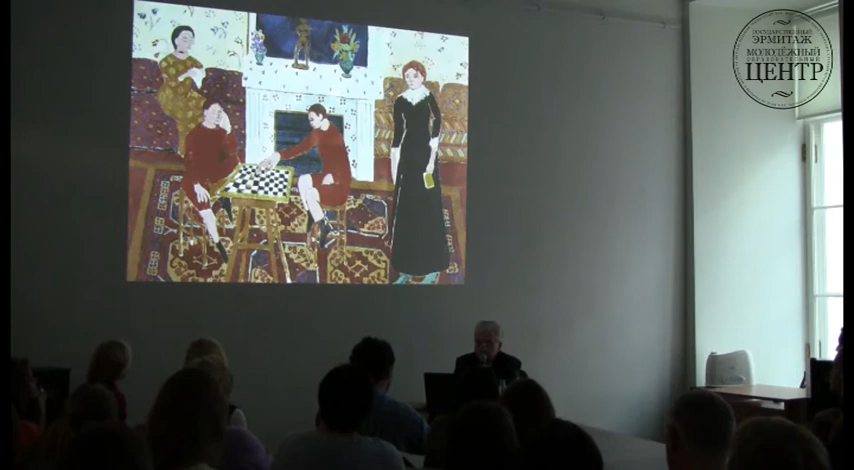 ГОСУДАРСТВЕННЫЙ
ЭРМИТАЖ
МОЛОДЁЖНЫЙ
ОБРАЗОВАТЕЛЬНЫЙ
ЦЕНТР